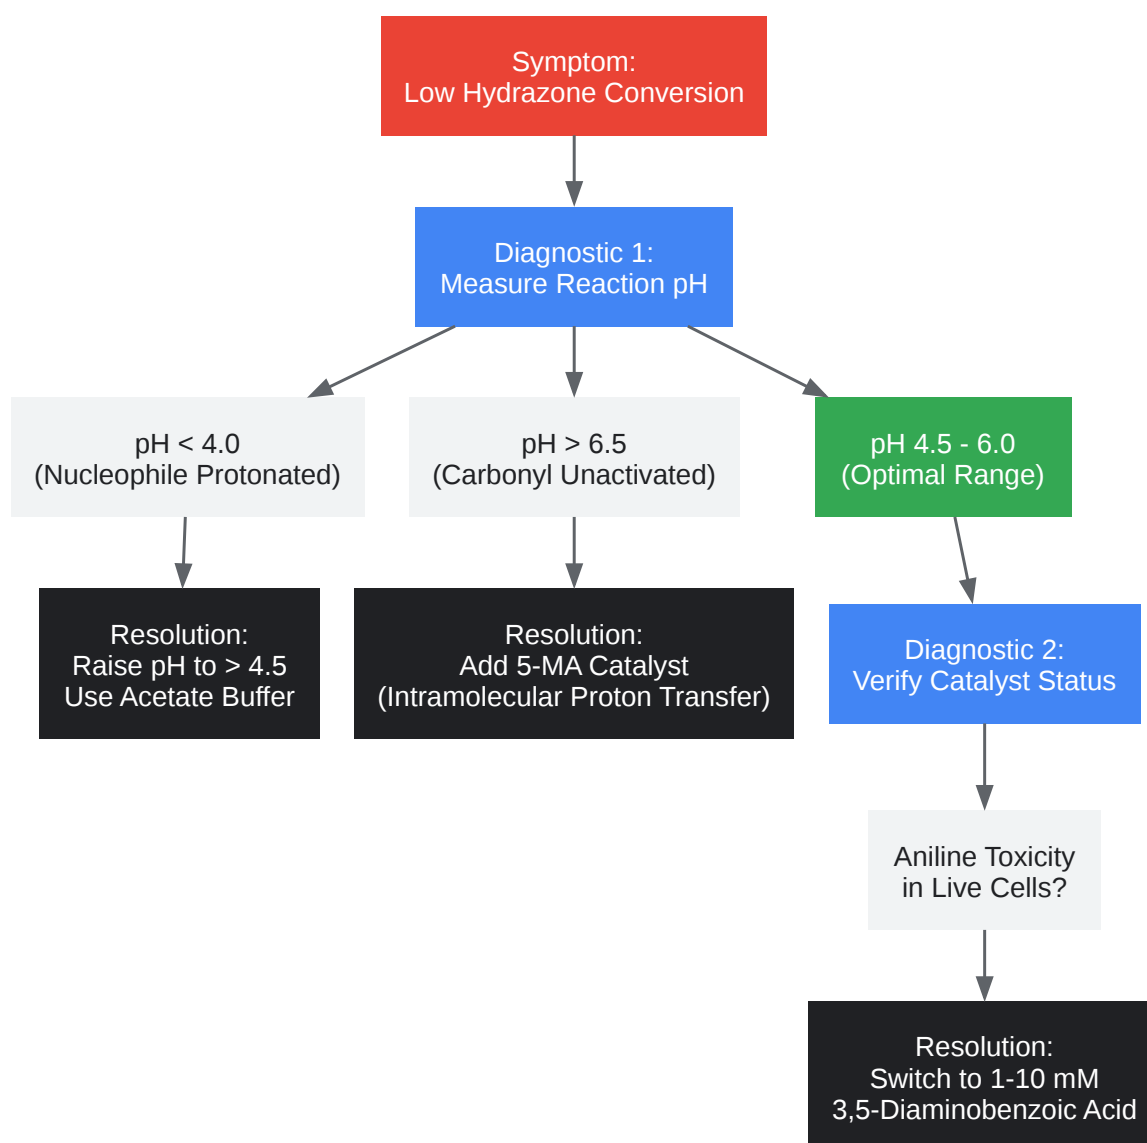 Symptom:
Low Hydrazone Conversion
Diagnostic 1:
Measure Reaction pH
pH < 4.0
(Nucleophile Protonated)
pH > 6.5
(Carbonyl Unactivated)
pH 4.5 - 6.0
(Optimal Range)
Resolution:
Raise pH to > 4.5
Use Acetate Buffer
Resolution:
Add 5-MA Catalyst
(Intramolecular Proton Transfer)
Diagnostic 2:
Verify Catalyst Status
Aniline Toxicity
in Live Cells?
Resolution:
Switch to 1-10 mM
3,5-Diaminobenzoic Acid